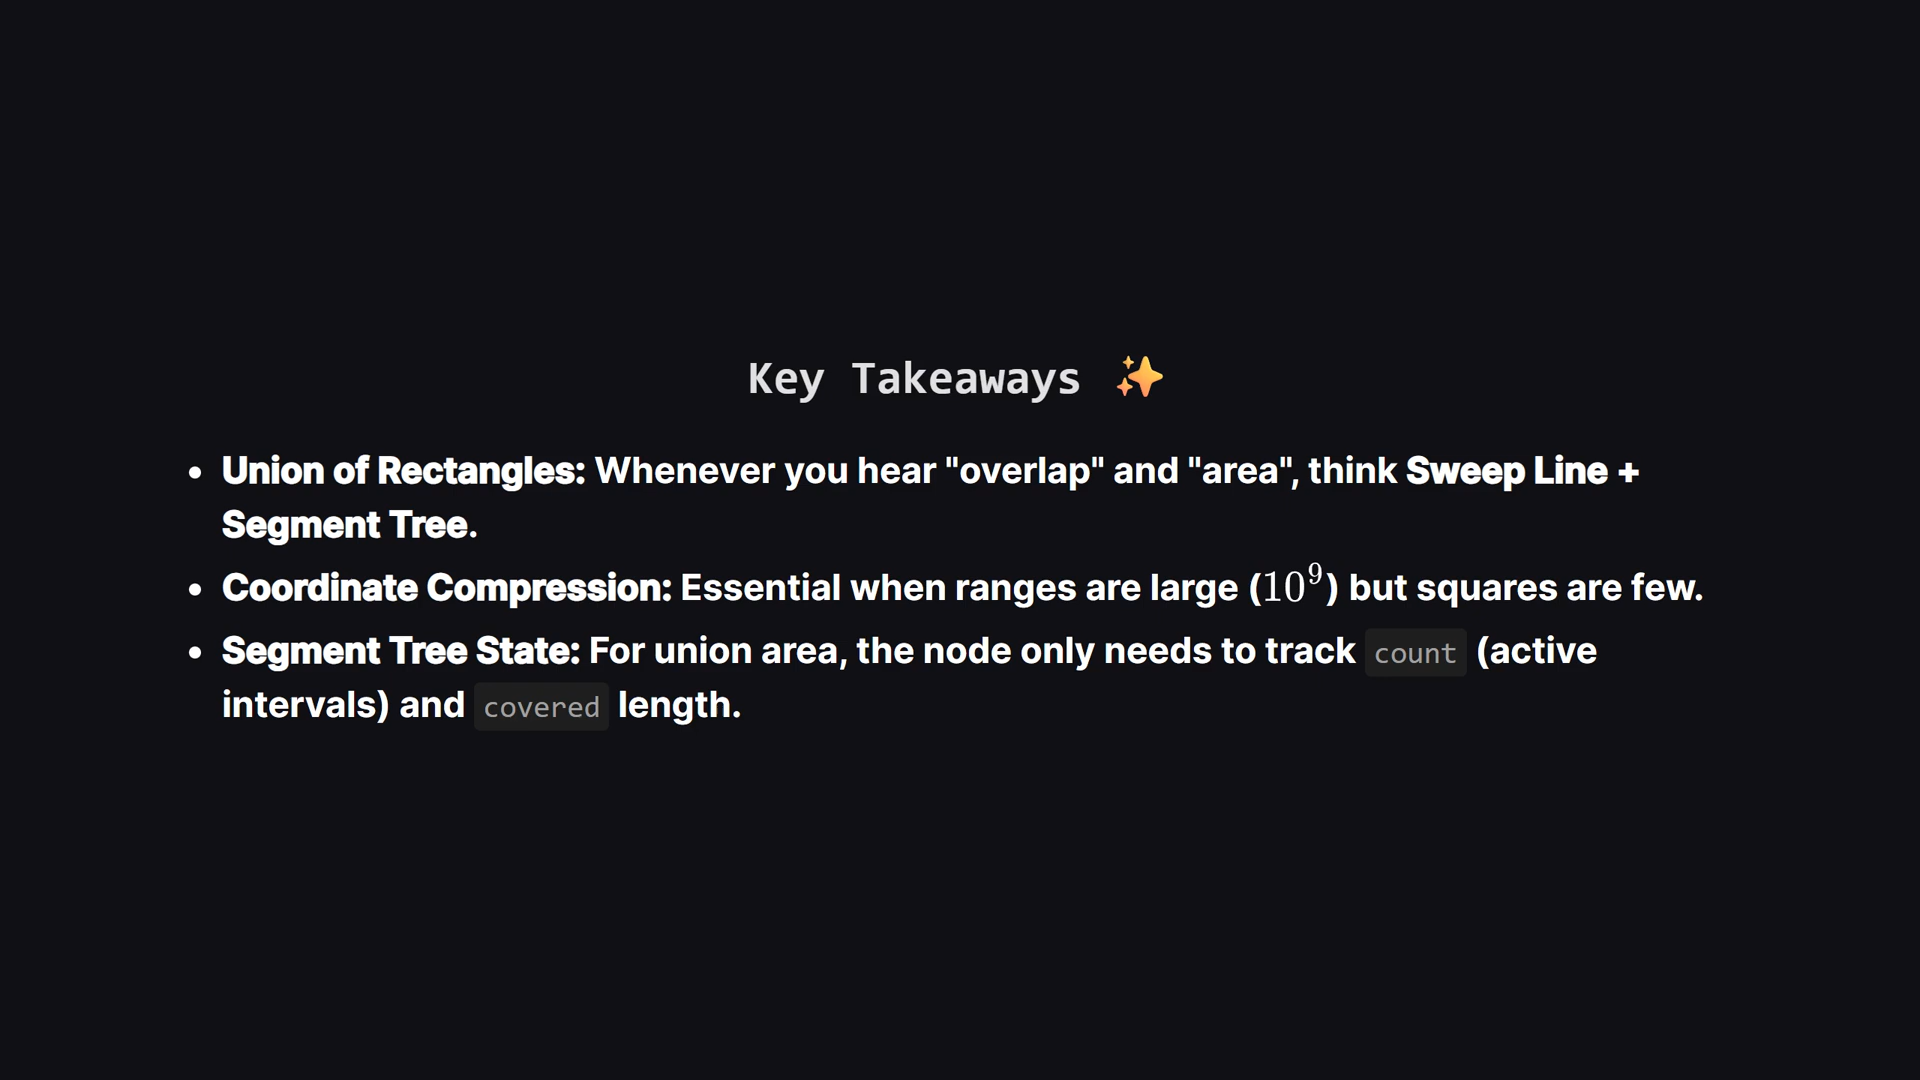 Key Takeaways ✨
• Union of Rectangles: Whenever you hear "overlap" and "area", think Sweep Line +
Segment Tree.
• Coordinate Compression: Essential when ranges are large (10⁹) but squares are few.
• Segment Tree State: For union area, the node only needs to track count (active
intervals) and covered length.